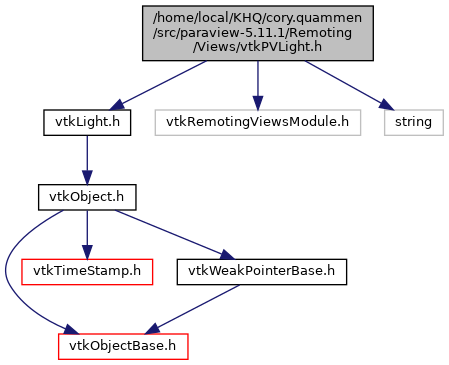 /home/local/KHQ/cory.quammen
/src/paraview-5.11.1/Remoting
/Views/vtkPVLight.h
vtkLight.h
vtkRemotingViewsModule.h
string
vtkObject.h
vtkTimeStamp.h
vtkWeakPointerBase.h
vtkObjectBase.h